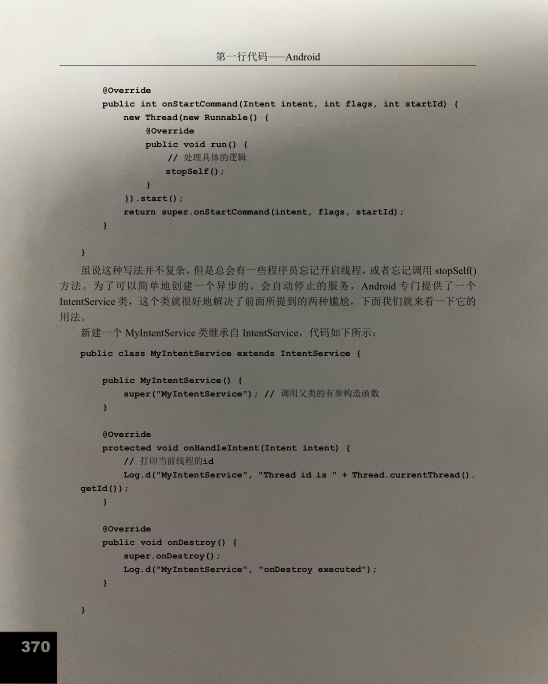 第一行代码——Android
@Override
public int onStartCommand(Intent intent, int flags, int startId) {
new Thread(new Runnable() {
@Override
public void run() {
// 处理具体的逻辑
stopSelf();
}
}).start();
return super.onStartCommand(intent, flags, startId);
}
}
虽说这种写法并不复杂，但是总会有一些程序员忘记开启线程，或者忘记调用 stopSelf()
方法。为了可以简单地创建一个异步的、会自动停止的服务，Android 专门提供了一个
IntentService 类，这个类就很好地解决了前面所提到的两种尴尬，下面我们就来看一下它的
用法。
新建一个 MyIntentService 类继承自 IntentService，代码如下所示：
public class MyIntentService extends IntentService {
public MyIntentService() {
super("MyIntentService"); // 调用父类的有参构造函数
}
@Override
protected void onHandleIntent(Intent intent) {
// 打印当前线程的id
Log.d("MyIntentService", "Thread id is " + Thread.currentThread().
getId());
}
@Override
public void onDestroy() {
super.onDestroy();
Log.d("MyIntentService", "onDestroy executed");
}
}
370